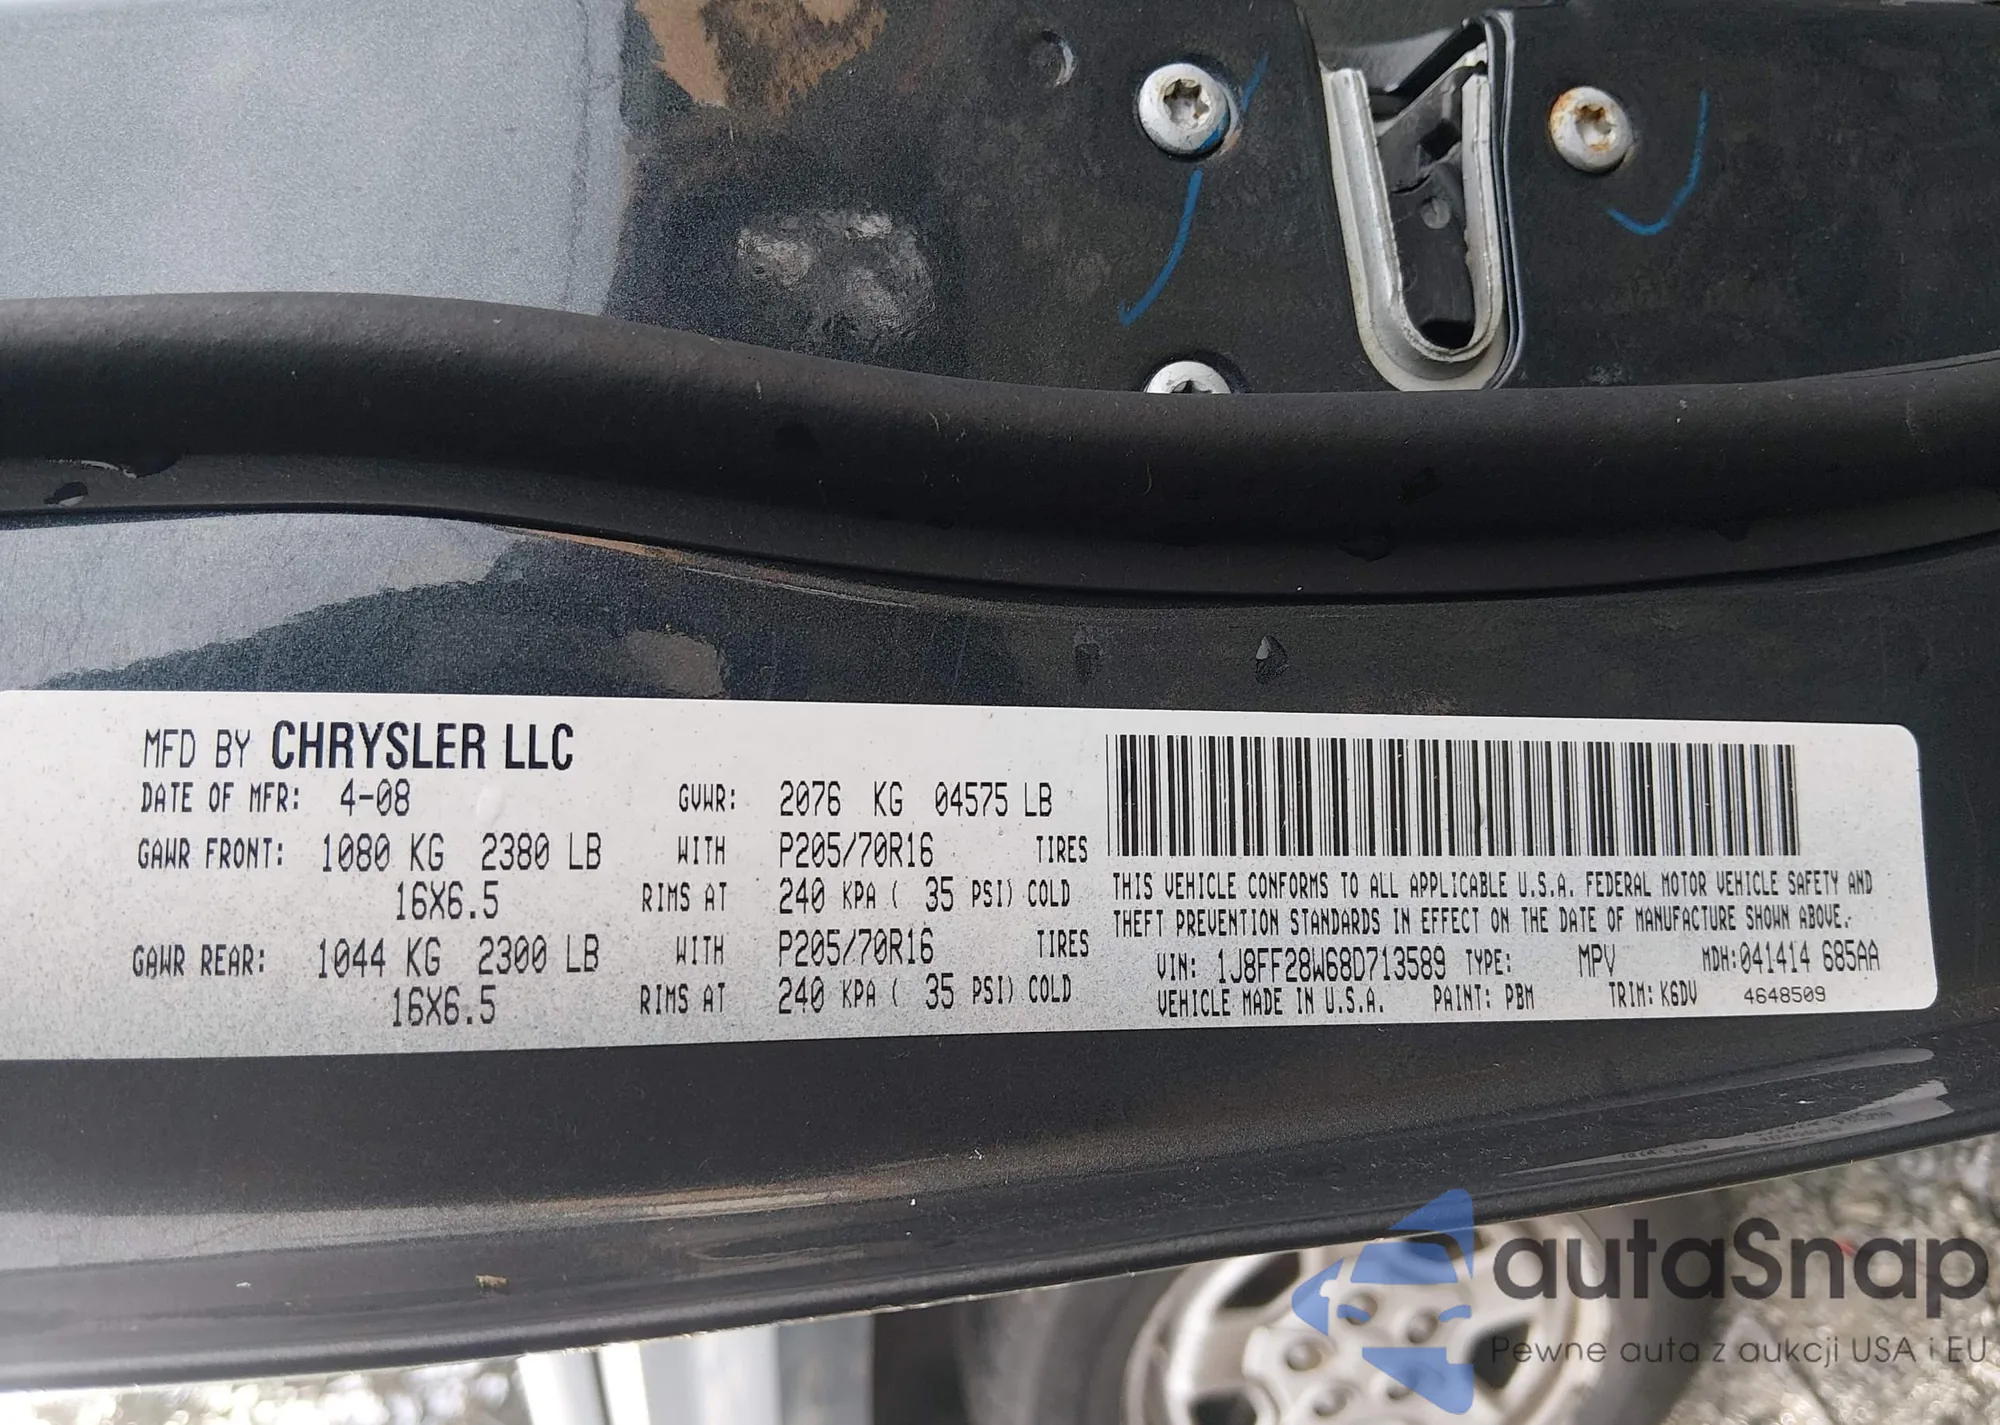 MFD BY CHRYSLER LLC
DATE OF MFR: 4-08 GVWR: 2076 KG 04575 LB
GAWR FRONT: 1080 KG 2380 LB WITH P205/70R16 TIRES
16X6.5 RIMS AT 240 KPA ( 35 PSI) COLD
GAWR REAR: 1044 KG 2300 LB WITH P205/70R16 TIRES
16X6.5 RIMS AT 240 KPA ( 35 PSI) COLD
THIS VEHICLE CONFORMS TO ALL APPLICABLE U.S.A. FEDERAL MOTOR VEHICLE SAFETY AND
THEFT PREVENTION STANDARDS IN EFFECT ON THE DATE OF MANUFACTURE SHOWN ABOVE.
VIN: 1J8FF28W68D713589 TYPE: MPV MDH:041414 685AA
VEHICLE MADE IN U.S.A. PAINT: PBM TRIM: K6DV 4648509
autaSnap
Pewne auta z aukcji USA i EU